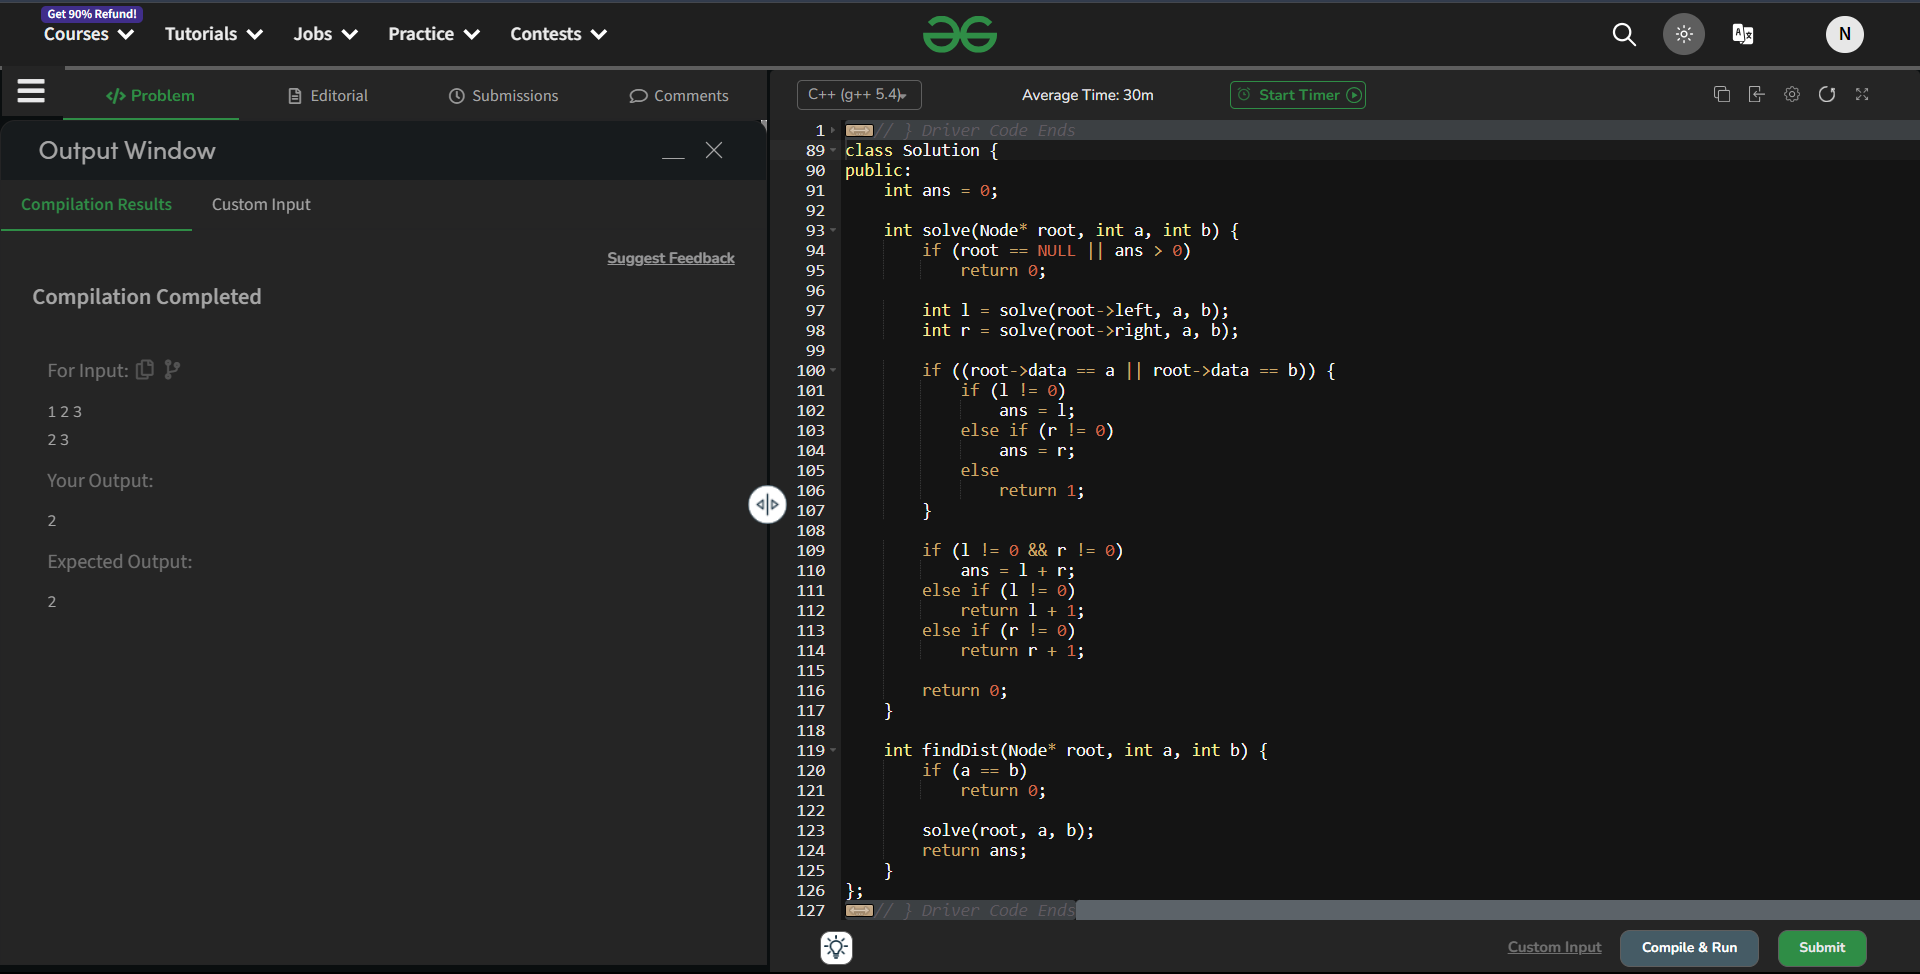 Get 90% Refund!
Courses Tutorials Jobs Practice Contests
N
Problem Editorial Submissions Comments
Output Window
Compilation Results Custom Input
Suggest Feedback
Compilation Completed
For Input:
1 2 3
2 3
Your Output:
2
Expected Output:
2
C++ (g++ 5.4) Average Time: 30m Start Timer
1 // } Driver Code Ends
89 class Solution {
90 public:
91     int ans = 0;
92
93     int solve(Node* root, int a, int b) {
94         if (root == NULL || ans > 0)
95             return 0;
96
97         int l = solve(root->left, a, b);
98         int r = solve(root->right, a, b);
99
100         if ((root->data == a || root->data == b)) {
101             if (l != 0)
102                 ans = l;
103             else if (r != 0)
104                 ans = r;
105             else
106                 return 1;
107         }
108
109         if (l != 0 && r != 0)
110             ans = l + r;
111         else if (l != 0)
112             return l + 1;
113         else if (r != 0)
114             return r + 1;
115
116         return 0;
117     }
118
119     int findDist(Node* root, int a, int b) {
120         if (a == b)
121             return 0;
122
123         solve(root, a, b);
124         return ans;
125     }
126 };
127 // } Driver Code Ends
Custom Input Compile & Run Submit